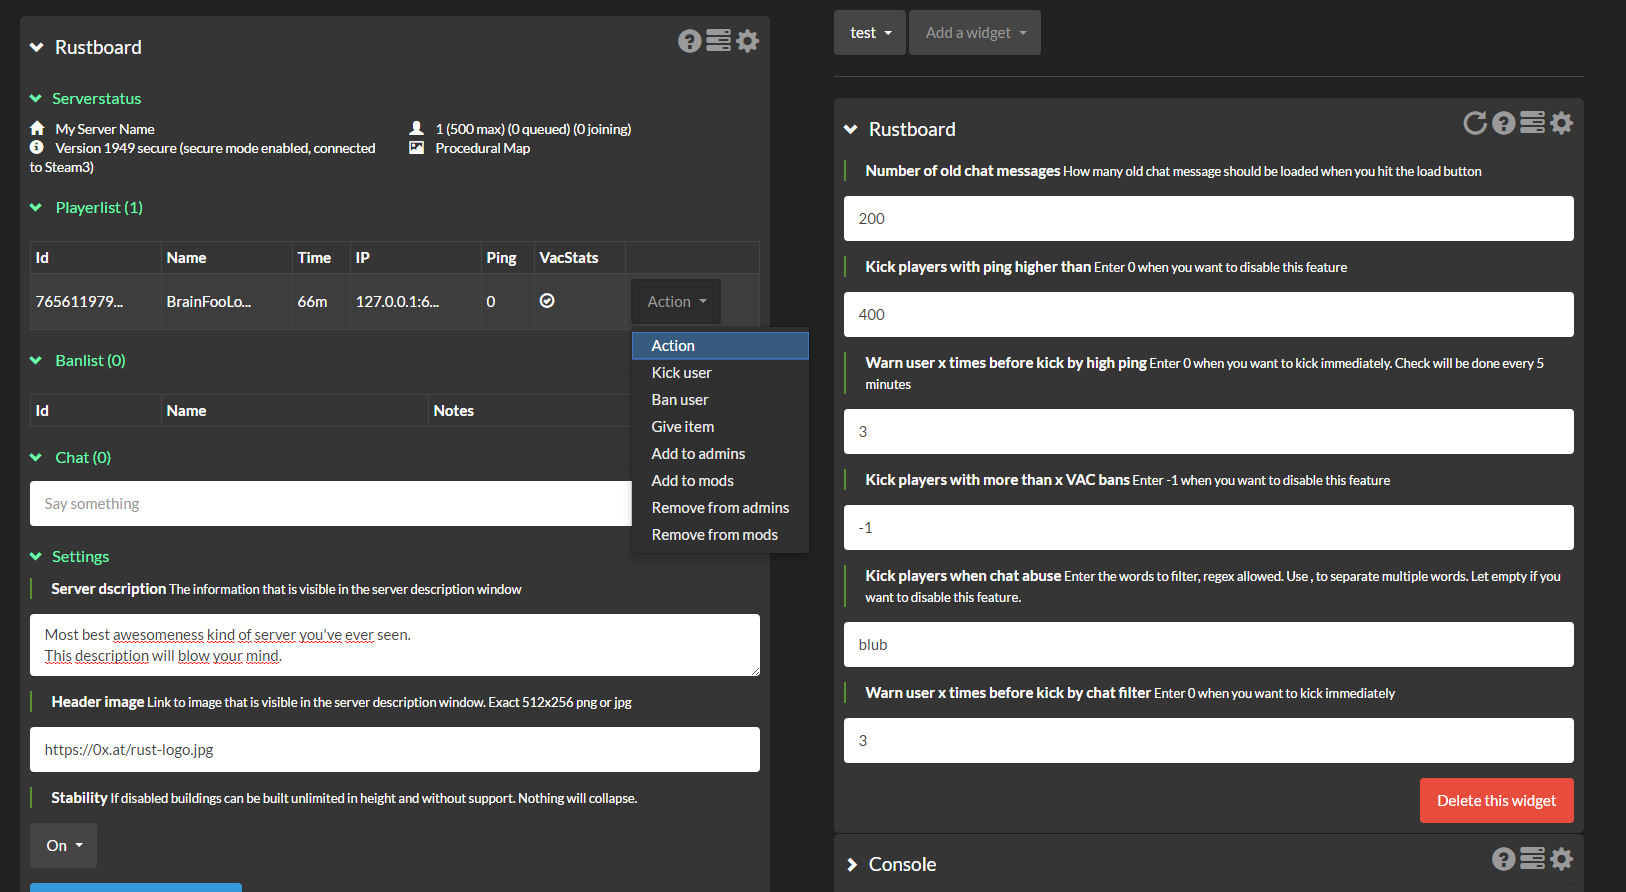 Rustboard
Serverstatus
My Server Name
1 (500 max) (0 queued) (0 joining)
Version 1949 secure (secure mode enabled, connected
to Steam3)
Procedural Map
Playerlist (1)
Id Name Time IP Ping VacStats
765611979... BrainFooLo... 66m 127.0.0.1:6... 0 Action
Action
Kick user
Ban user
Give item
Add to admins
Add to mods
Remove from admins
Remove from mods
Banlist (0)
Id Name Notes
Chat (0)
Say something
Settings
Server dscription The information that is visible in the server description window
Most best awesomeness kind of server you've ever seen.
This description will blow your mind.
Header image Link to image that is visible in the server description window. Exact 512x256 png or jpg
https://0x.at/rust-logo.jpg
Stability If disabled buildings can be built unlimited in height and without support. Nothing will collapse.
On
test Add a widget
Rustboard
Number of old chat messages How many old chat message should be loaded when you hit the load button
200
Kick players with ping higher than Enter 0 when you want to disable this feature
400
Warn user x times before kick by high ping Enter 0 when you want to kick immediately. Check will be done every 5
minutes
3
Kick players with more than x VAC bans Enter -1 when you want to disable this feature
-1
Kick players when chat abuse Enter the words to filter, regex allowed. Use , to separate multiple words. Let empty if you
want to disable this feature.
blub
Warn user x times before kick by chat filter Enter 0 when you want to kick immediately
3
Delete this widget
Console